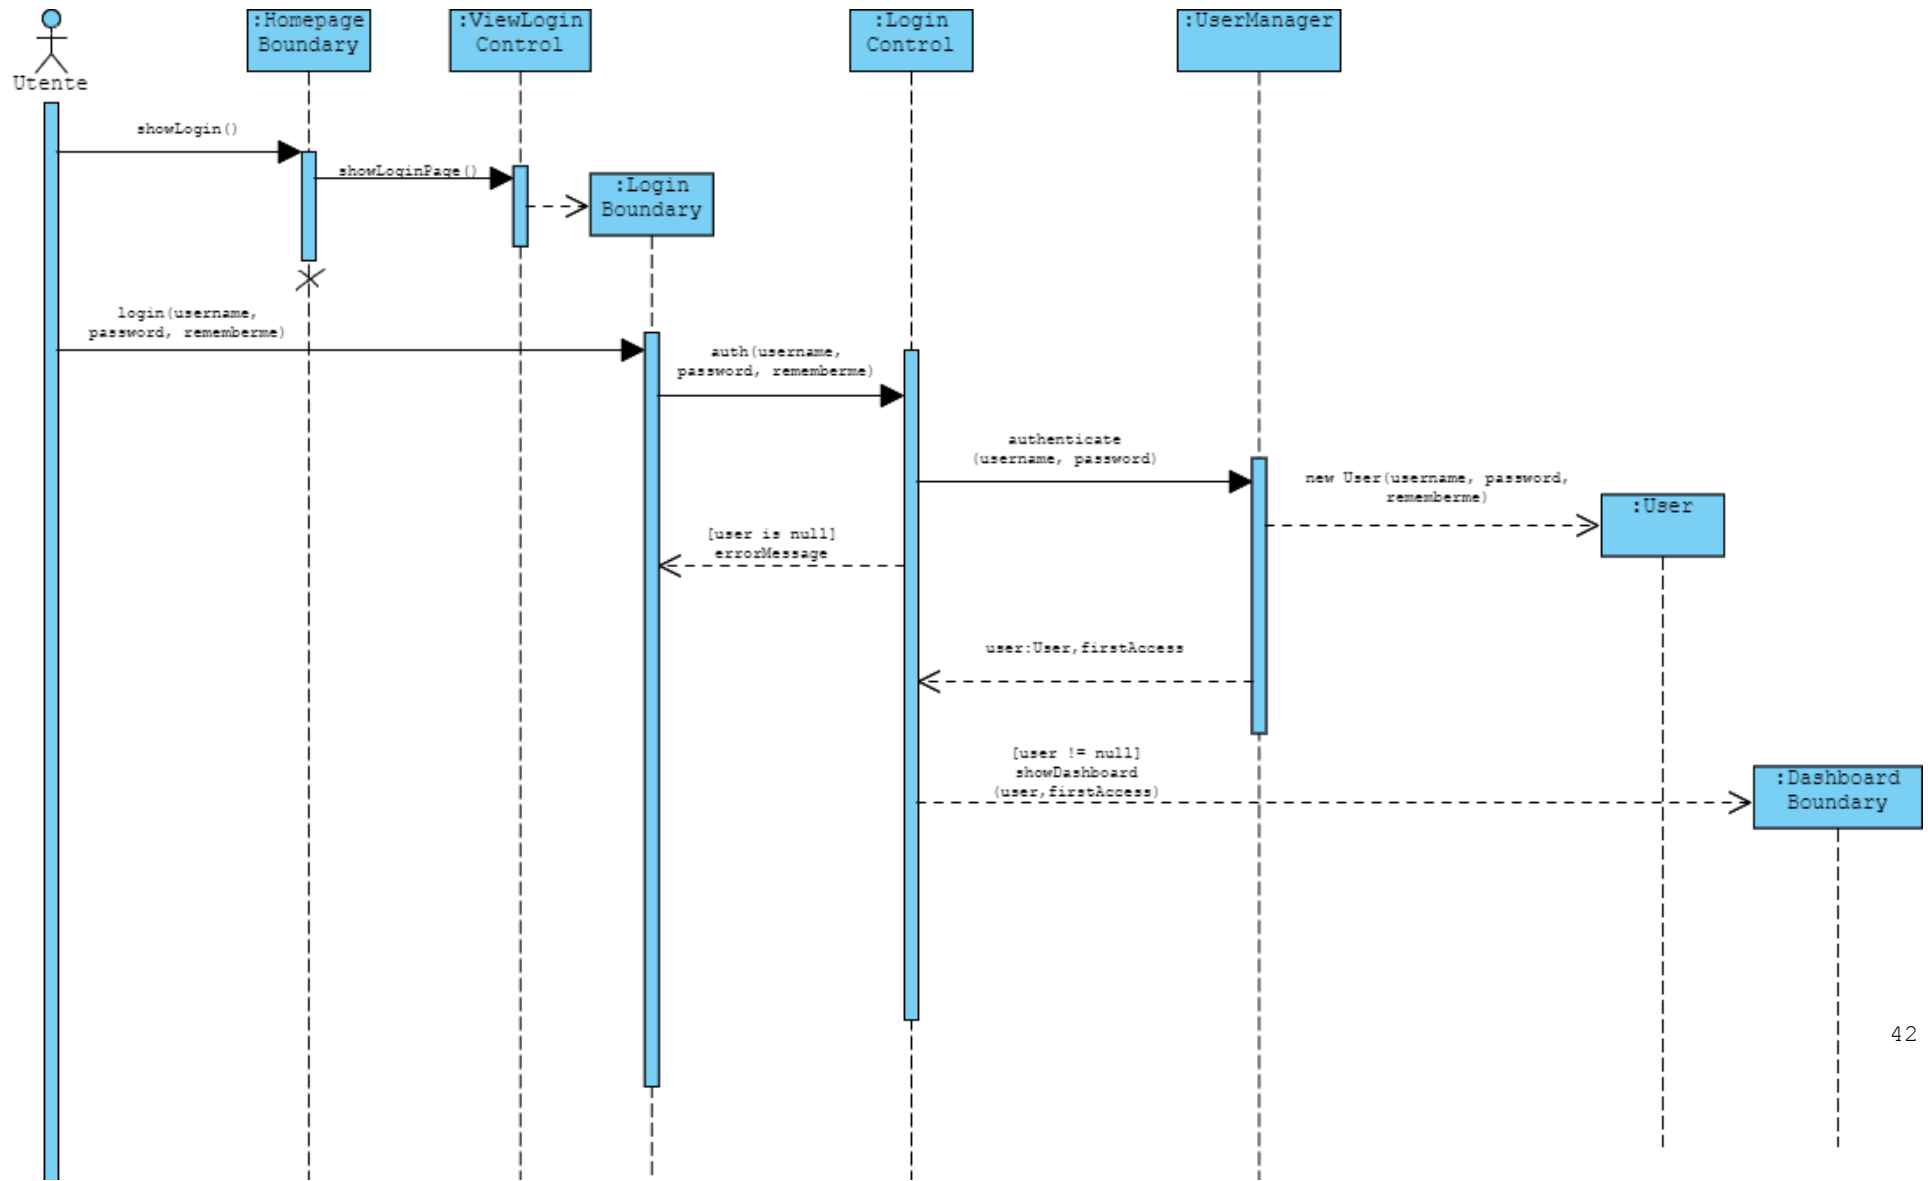 :Homepage
Boundary
:ViewLogin
Control
:Login
Control
:UserManager
Utente
showLogin()
showLoginPage()
:Login
Boundary
login(username,
password, rememberme)
auth(username,
password, rememberme)
authenticate
(username, password)
new User(username, password,
rememberme)
:User
[user is null]
errorMessage
user:User,firstAccess
[user != null]
showDashboard
(user,firstAccess)
:Dashboard
Boundary
42